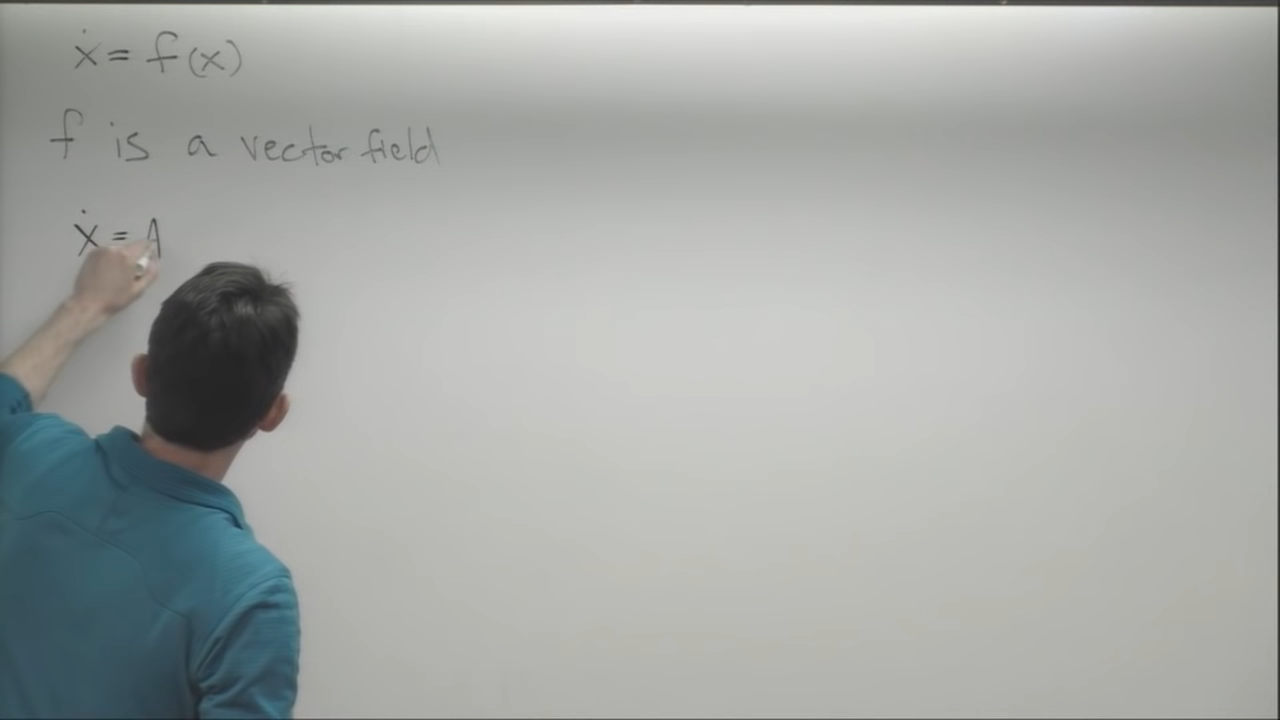 ẋ = f(x)
f is a vector field
ẋ = A